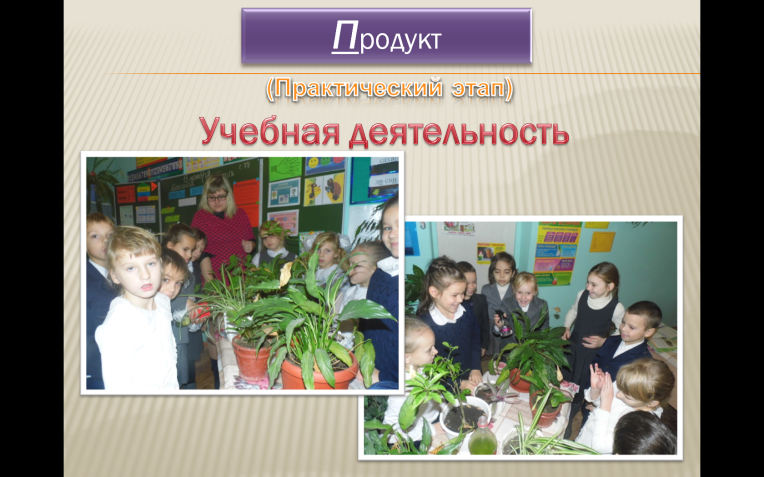 Продукт
(Практический этап)
Учебная деятельность